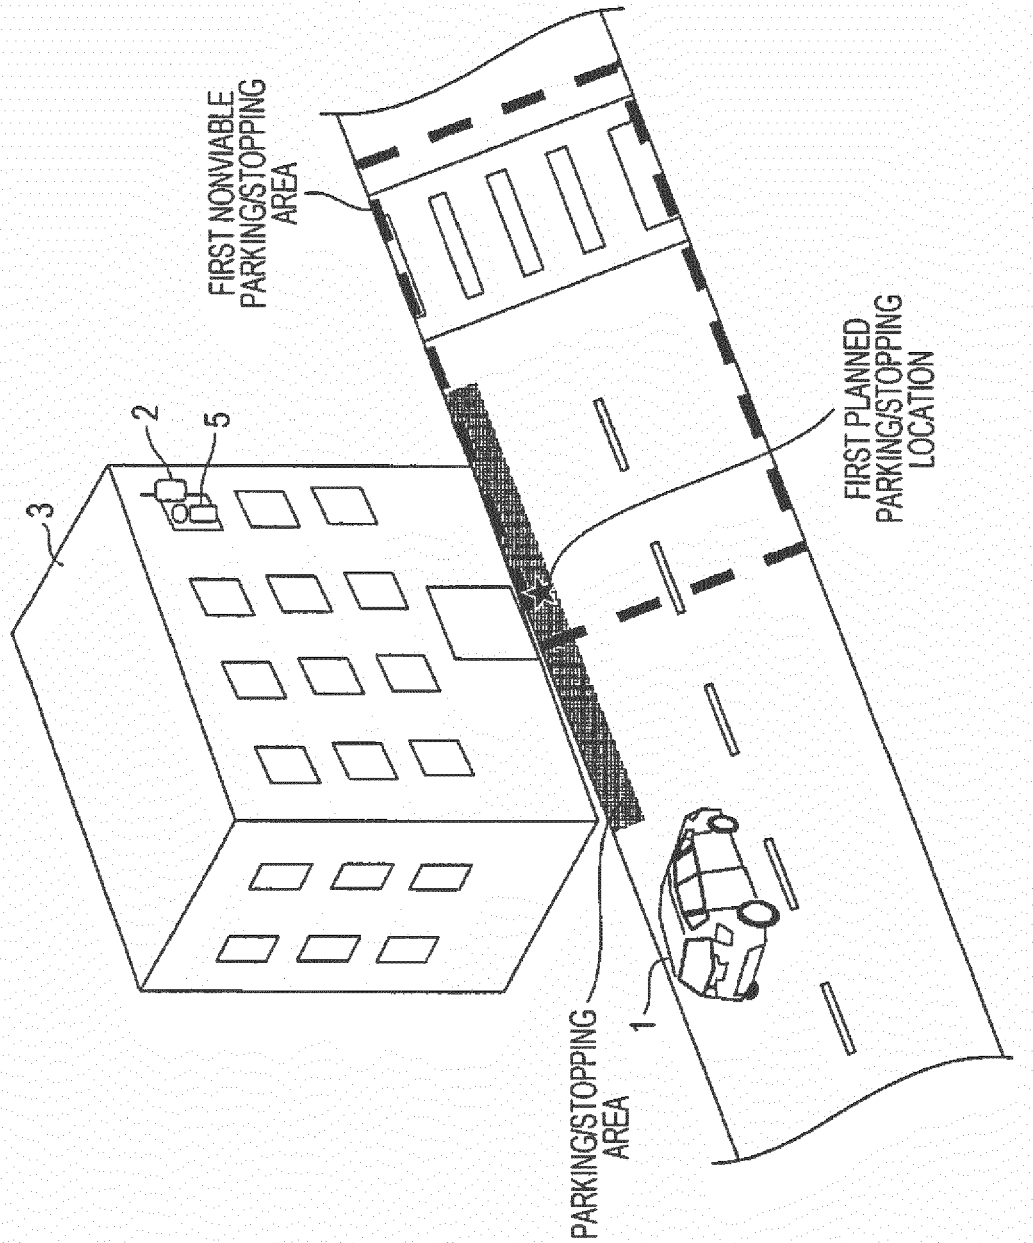 FIRST NONVIABLE
PARKING/STOPPING
AREA
3
2
5
FIRST PLANNED
PARKING/STOPPING
LOCATION
PARKING/STOPPING
AREA
1